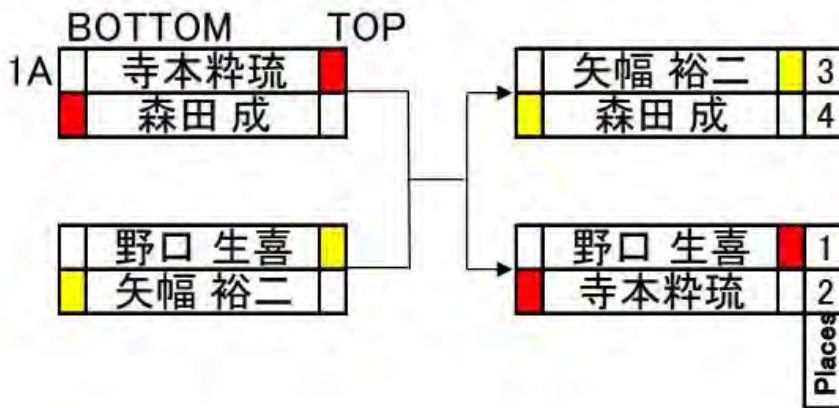 BOTTOM TOP
1A 寺本粋琉
森田 成
野口 生喜
矢幅 裕二
矢幅 裕二 3
森田 成 4
野口 生喜 1
寺本粋琉 2
Places